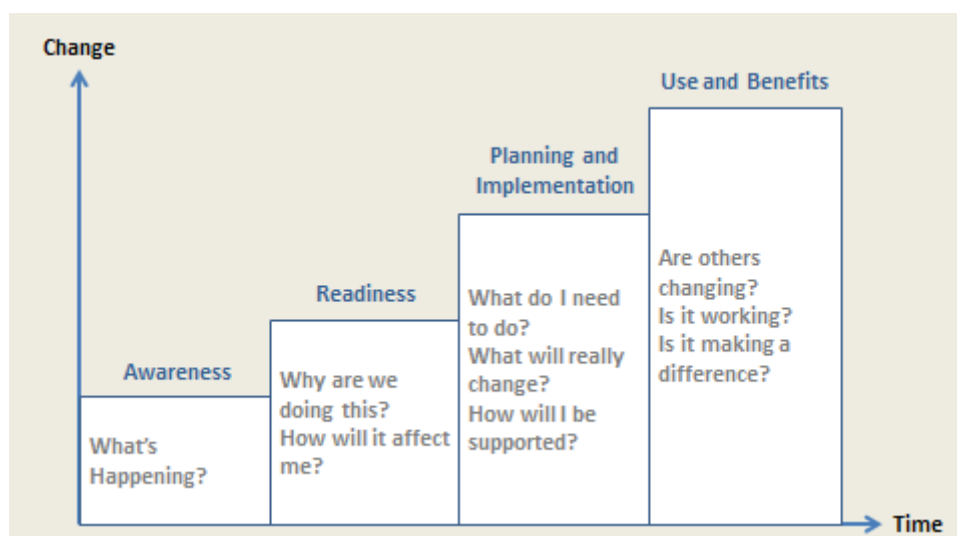 Change
Use and Benefits
Planning and
Implementation
Readiness
Awareness
What's
Happening?
Why are we
doing this?
How will it affect
me?
What do I need
to do?
What will really
change?
How will I be
supported?
Are others
changing?
Is it working?
Is it making a
difference?
Time